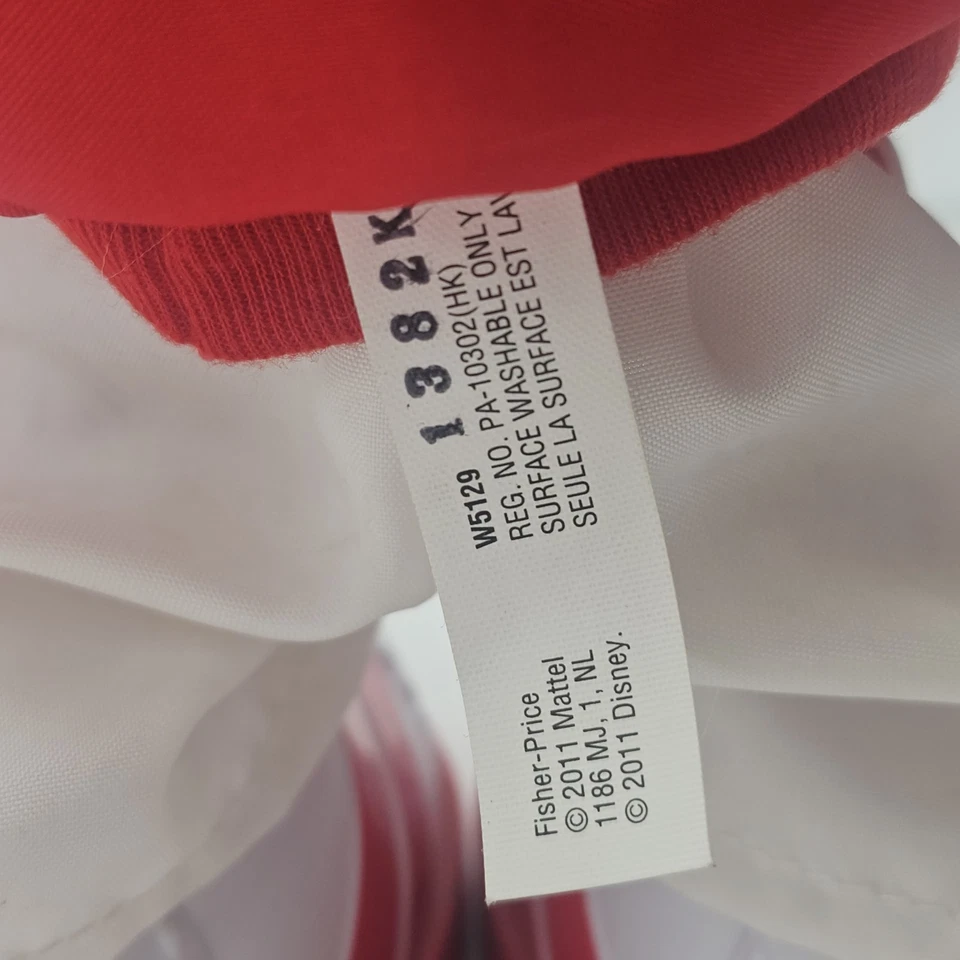 1382K
W5129
REG. NO. PA-10302(HK)
SURFACE WASHABLE ONLY
SEULE LA SURFACE EST
Fisher-Price
© 2011 Mattel
1186 MJ, 1, NL
© 2011 Disney.